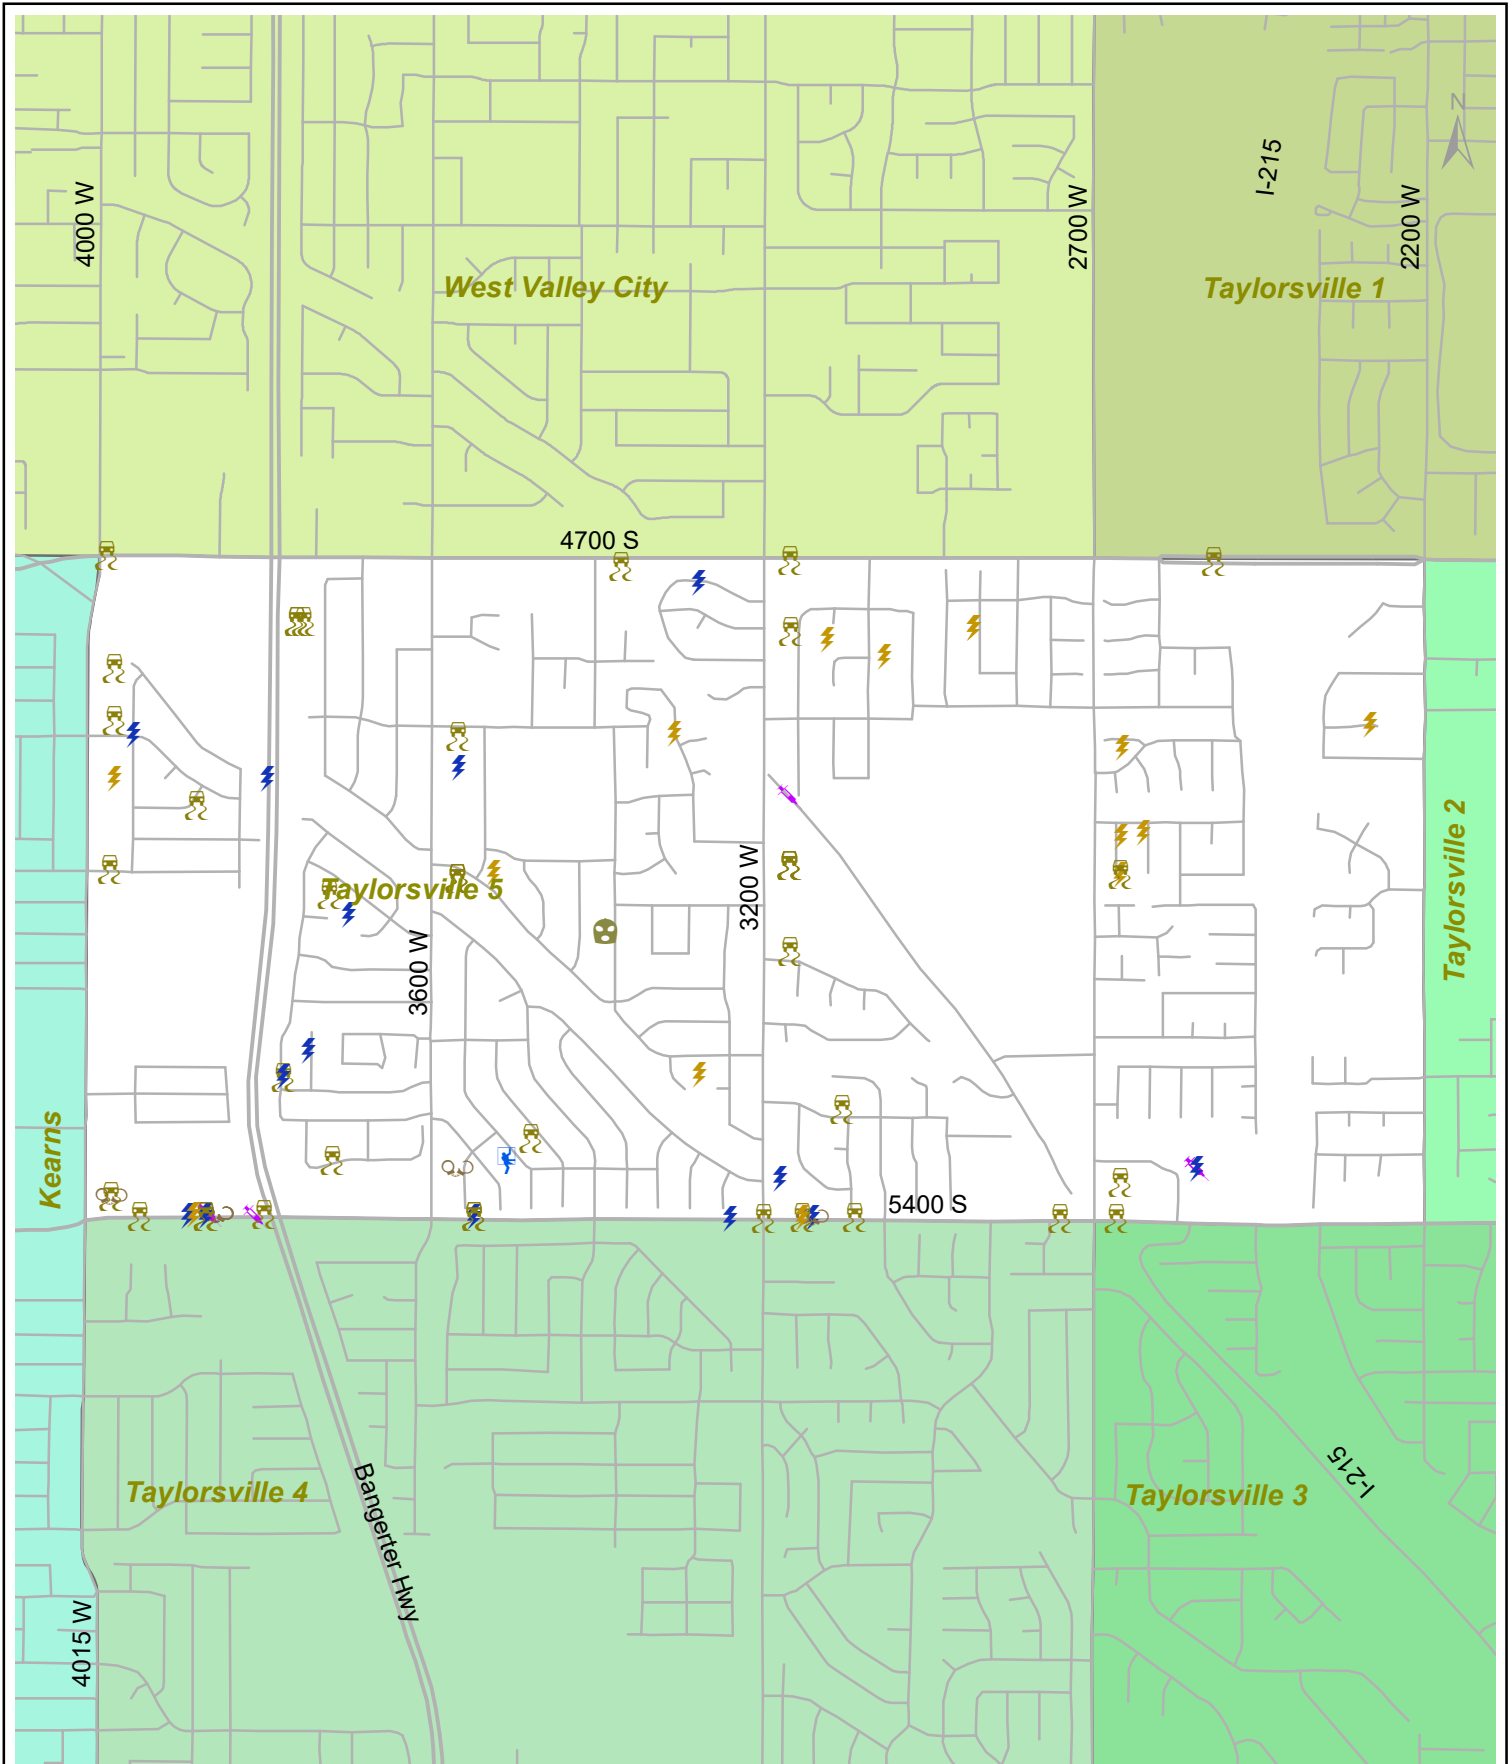 N
I-215
4000 W
2700 W
2200 W
West Valley City
Taylorsville 1
4700 S
Taylorsville 2
3200 W
Taylorsville 5
3600 W
Kearns
5400 S
I-215
Taylorsville 4
Taylorsville 3
Bangerter Hwy
4015 W